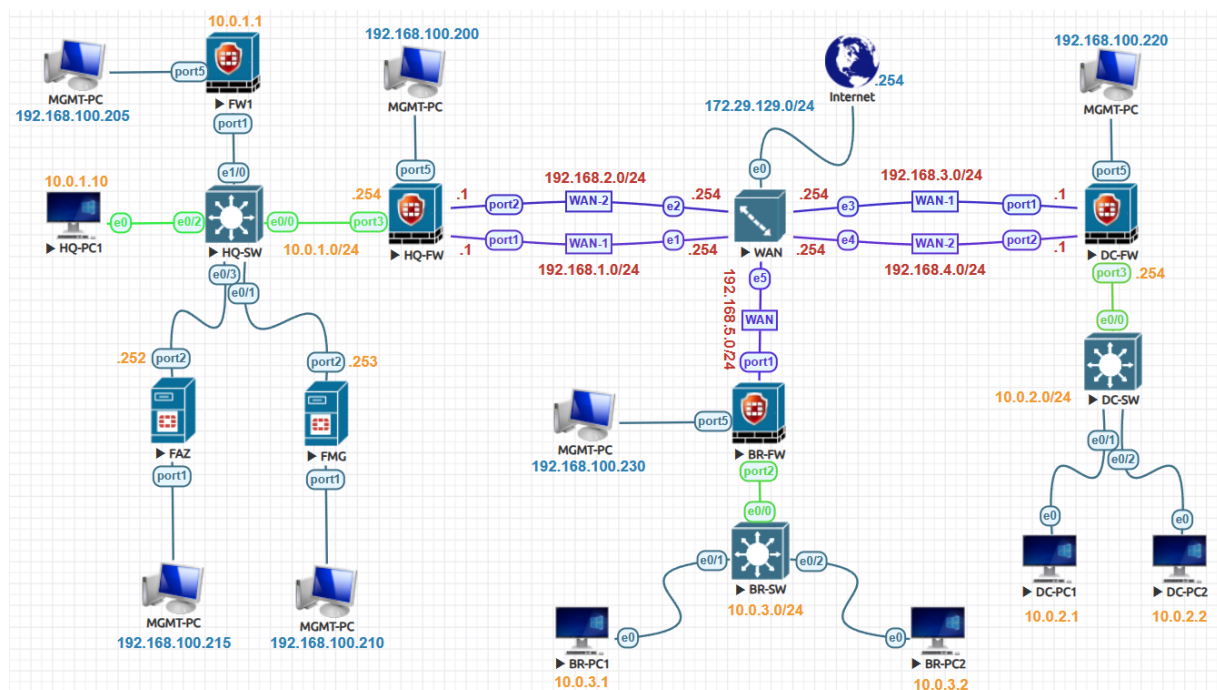 10.0.1.1
port5
MGMT-PC
192.168.100.205
FW1
port1
e1/0
192.168.100.200
MGMT-PC
port5
Internet
.254
172.29.129.0/24
e0
192.168.100.220
MGMT-PC
port5
10.0.1.10
e0
HQ-PC1
e0/2
HQ-SW
e0/0
10.0.1.0/24
.254
port3
HQ-FW
.1
port2
192.168.2.0/24
WAN-2
e2
.254
.1
port1
WAN-1
192.168.1.0/24
e1
.254
WAN
.254
e3
192.168.3.0/24
WAN-1
port1
.1
.254
e4
WAN-2
192.168.4.0/24
port2
.1
DC-FW
port3
.254
e0/0
DC-SW
10.0.2.0/24
e0/1
e0/2
e0
DC-PC1
10.0.2.1
e0
DC-PC2
10.0.2.2
e0/3
e0/1
.252
port2
FAZ
port1
MGMT-PC
192.168.100.215
port2
.253
FMG
port1
MGMT-PC
192.168.100.210
e5
192.168.5.0/24
WAN
port1
MGMT-PC
192.168.100.230
port5
BR-FW
port2
e0/0
e0/1
e0/2
BR-SW
10.0.3.0/24
e0
BR-PC1
10.0.3.1
e0
BR-PC2
10.0.3.2